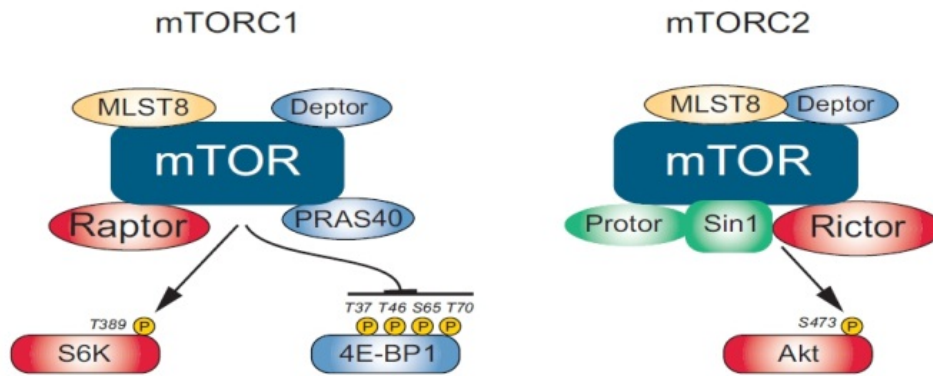 mTORC1
MLST8
Deptor
mTOR
Raptor
PRAS40
T37 T46 S65 T70
P P P P
T389 P
S6K
4E-BP1
mTORC2
MLST8
Deptor
mTOR
Protor
Sin1
Rictor
S473 P
Akt